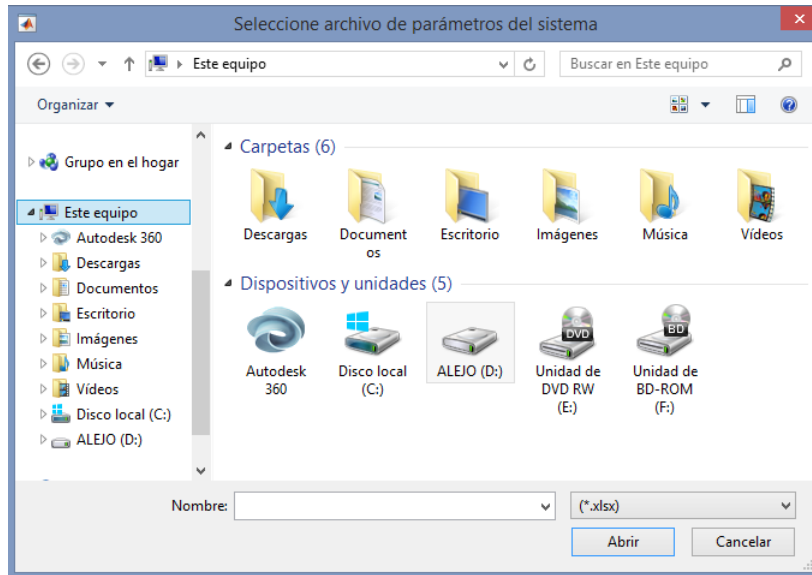 Seleccione archivo de parámetros del sistema
Este equipo
Buscar en Este equipo
Organizar
Grupo en el hogar
Este equipo
Autodesk 360
Descargas
Documentos
Escritorio
Imágenes
Música
Vídeos
Disco local (C:)
ALEJO (D:)
Carpetas (6)
Descargas
Document
os
Escritorio
Imágenes
Música
Vídeos
Dispositivos y unidades (5)
Autodesk
360
Disco local
(C:)
ALEJO (D:)
DVD
Unidad de
DVD RW
(E:)
BD
Unidad de
BD-ROM
(F:)
Nombre:
(*.xlsx)
Abrir
Cancelar